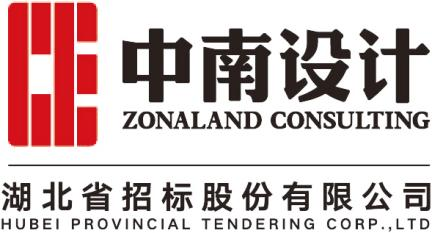 中南设计
ZONALAND CONSULTING
湖北省招标股份有限公司
HUBEI PROVINCIAL TENDERING CORP.,LTD